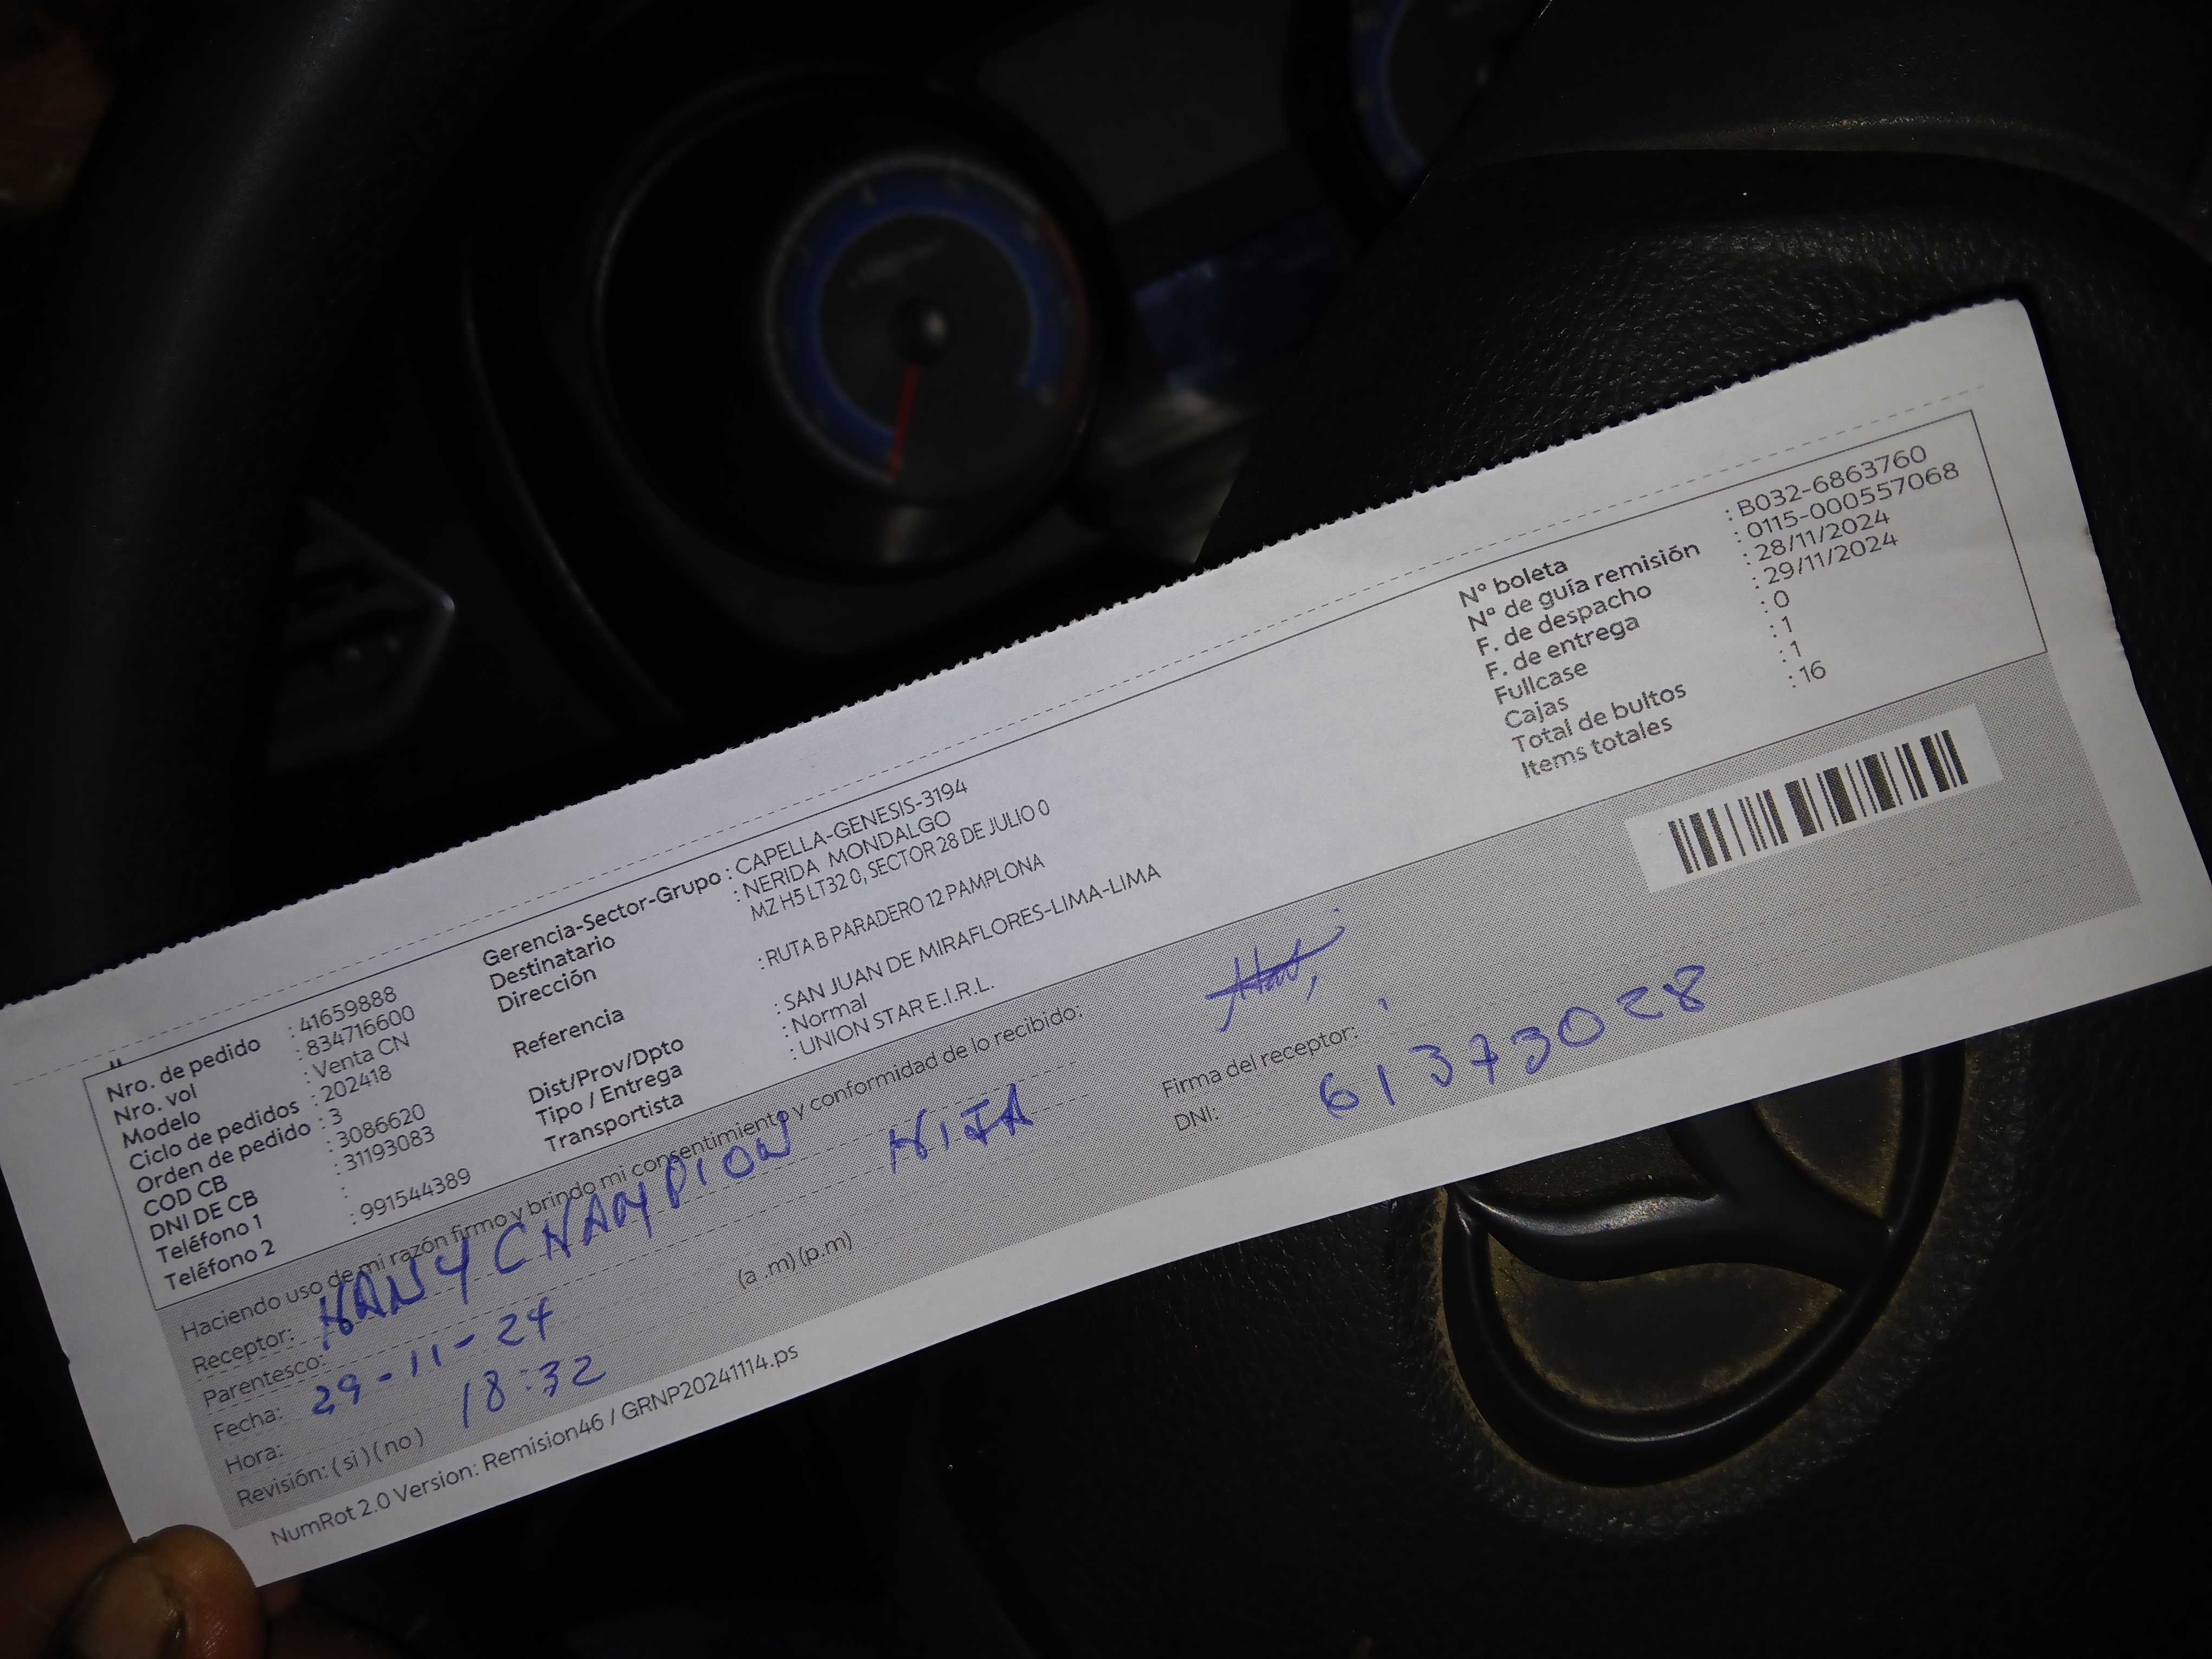 Nro. de pedido : 41659888
Nro. vol : 834716600
Modelo : Venta CN
Ciclo de pedidos : 202418
Orden de pedido : 3
COD CB : 3086620
DNI DE CB : 31193083
Teléfono 1 :
Teléfono 2 : 991544389
Gerencia-Sector-Grupo : CAPELLA-GENESIS-3194
Destinatario : NERIDA MONDALGO
Dirección MZ H5 LT32 0, SECTOR 28 DE JULIO 0
Referencia : RUTA B PARADERO 12 PAMPLONA
Dist/Prov/Dpto : SAN JUAN DE MIRAFLORES-LIMA-LIMA
Tipo / Entrega : Normal
Transportista : UNION STAR E.I.R.L.
N° boleta : B032-6863760
N° de guía remisión : 0115-000557068
F. de despacho : 28/11/2024
F. de entrega : 29/11/2024
Fullcase : 0
Cajas : 1
Total de bultos : 1
Items totales : 16
Haciendo uso de mi razón firmo y brindo mi consentimiento y conformidad de lo recibido:
Receptor: NANY CHAMPION HIJA
Parentesco:
Fecha: 29-11-24
Hora: 18:32 (a .m) (p.m)
Revisión: ( si ) ( no )
Firma del receptor:
DNI: 61373028
NumRot 2.0 Version: Remision46 / GRNP20241114.ps